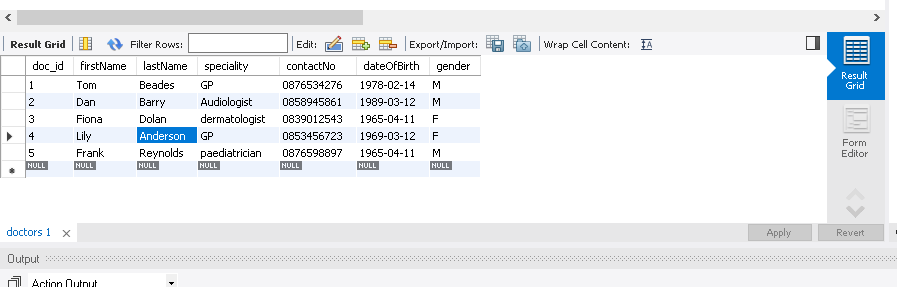 Result Grid Filter Rows: Edit: Export/Import: Wrap Cell Content: IA
doc_id firstName lastName speciality contactNo dateOfBirth gender
1 Tom Beades GP 0876534276 1978-02-14 M
2 Dan Barry Audiologist 0858945861 1989-03-12 M
3 Fiona Dolan dermatologist 0839012543 1965-04-11 F
4 Lily Anderson GP 0853456723 1969-03-12 F
5 Frank Reynolds paediatrician 0876598897 1965-04-11 M
NULL NULL NULL NULL NULL NULL NULL
Result
Grid
Form
Editor
doctors 1 Apply Revert
Output
Action Output